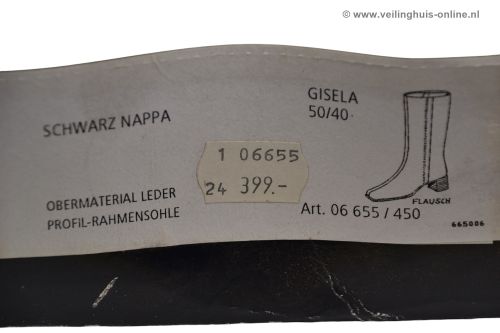 © www.veilinghuis-online.nl
GISELA
50/40
SCHWARZ NAPPA
1 06655
24 399.-
OBERMATERIAL LEDER
PROFIL-RAHMENSOHLE
FLAUSCH
Art. 06 655 / 450
665006